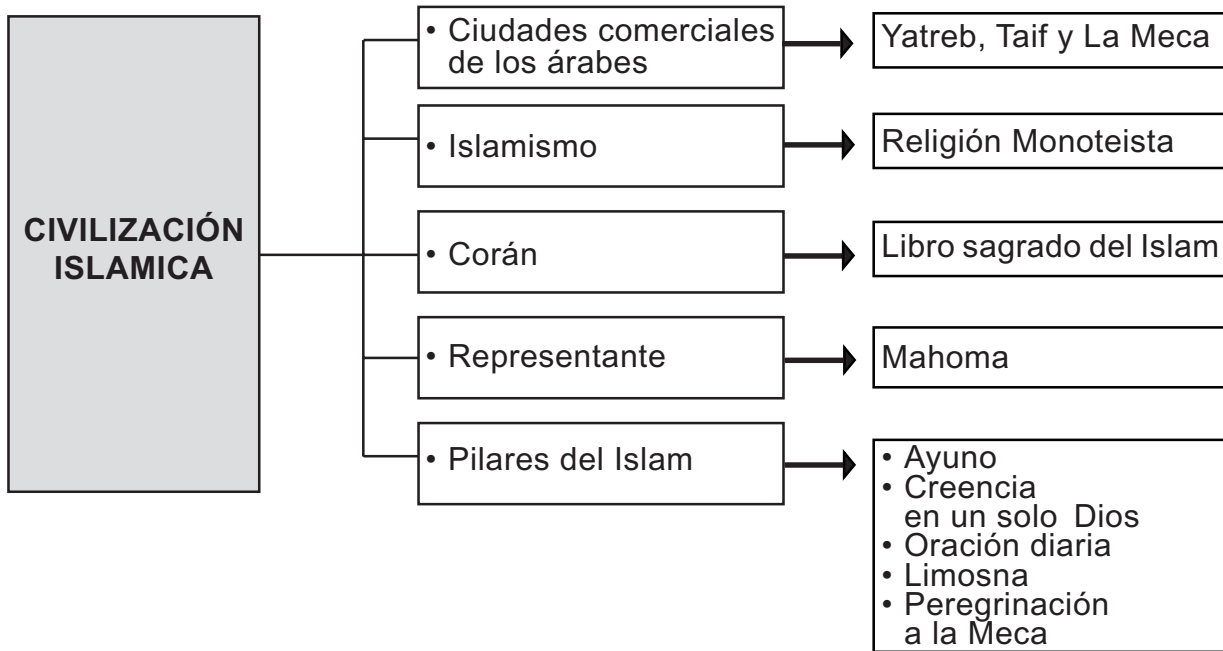 CIVILIZACIÓN
ISLAMICA
• Ciudades comerciales
de los árabes
Yatreb, Taif y La Meca
• Islamismo
Religión Monoteista
• Corán
Libro sagrado del Islam
• Representante
Mahoma
• Pilares del Islam
• Ayuno
• Creencia
en un solo Dios
• Oración diaria
• Limosna
• Peregrinación
a la Meca